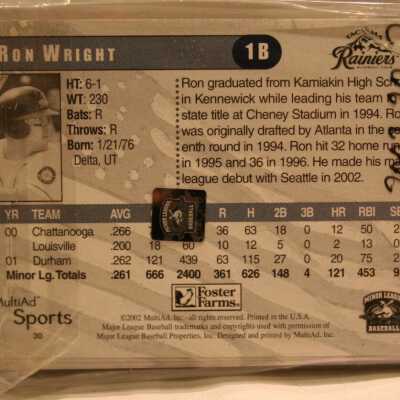 RON WRIGHT
1B
TACOMA
Rainiers
HT: 6-1
WT: 230
Bats: R
Throws: R
Born: 1/21/76
Delta, UT
Ron graduated from Kamiakin High Sch
in Kennewick while leading his team
state title at Cheney Stadium in 1994. R
was originally drafted by Atlanta in the
enth round in 1994. Ron hit 32 home run
in 1995 and 36 in 1996. He made his ma
league debut with Seattle in 2002.
YR TEAM AVG R H 2B 3B HR RBI SB
00 Chattanooga .266 36 63 18 0 12 50
Louisville .200 18 60 10 12 5 0 2 13 0
01 Durham .262 121 439 63 115 27 0 20 75
Minor Lg. Totals .261 666 2400 361 626 148 4 121 453 9
MINOR LEAGUE
BASEBALL
MultiAd
Sports
30
Foster
Farms
©2002 MultiAd, Inc. - all rights reserved. Printed in the U.S.A.
Major League Baseball trademarks and copyrights used with permission of
Major League Baseball Properties, Inc. Designed and printed by MultiAd, Inc.
MINOR LEAGUE
BASEBALL